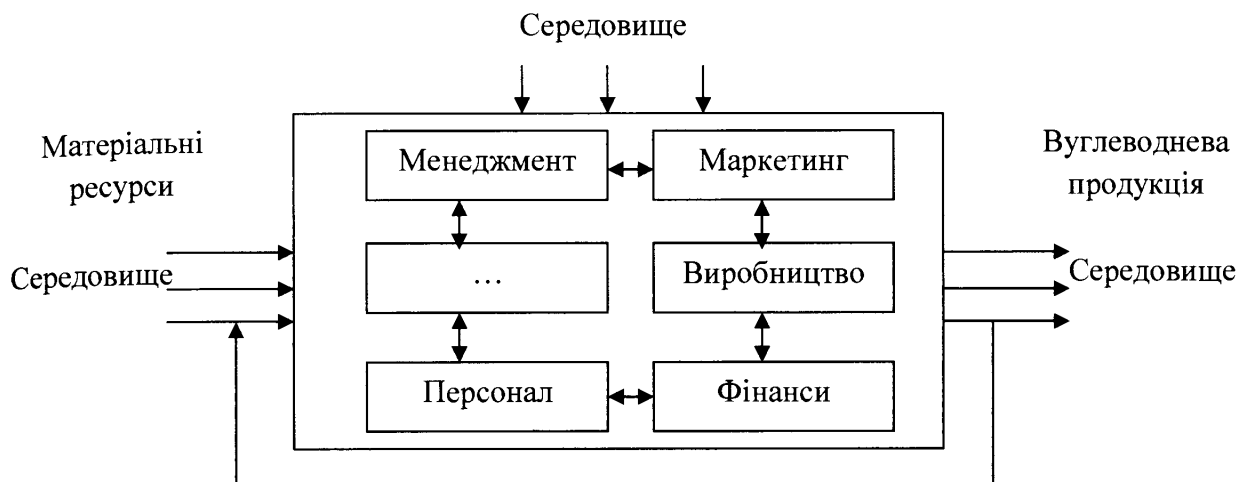 Середовище
Матеріальні
ресурси
Менеджмент
Маркетинг
Вуглеводнева
продукція
Середовище
...
Виробництво
Середовище
Персонал
Фінанси